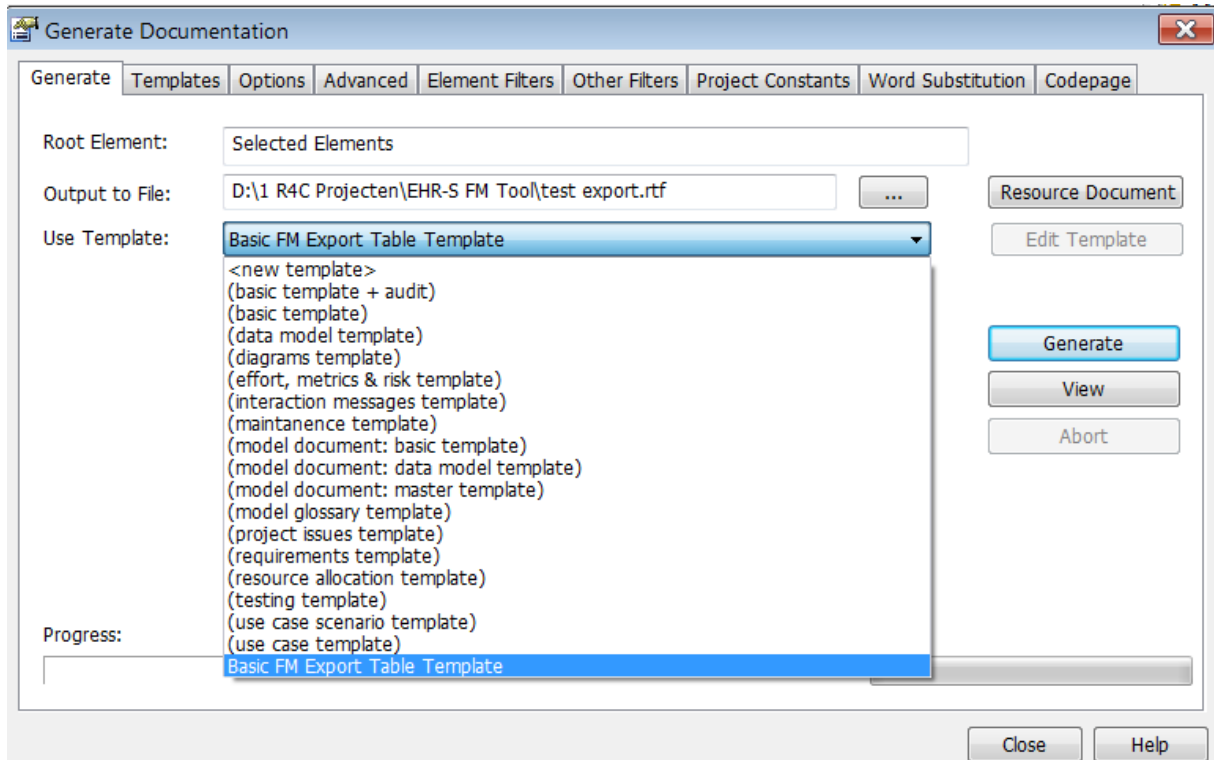 Generate Documentation
Generate Templates Options Advanced Element Filters Other Filters Project Constants Word Substitution Codepage
Root Element: Selected Elements
Output to File: D:\1 R4C Projecten\EHR-S FM Tool\test export.rtf ... Resource Document
Use Template: Basic FM Export Table Template Edit Template
<new template>
(basic template + audit)
(basic template)
(data model template)
(diagrams template)
Generate
(effort, metrics & risk template)
(interaction messages template)
View
(maintanence template)
(model document: basic template)
Abort
(model document: data model template)
(model document: master template)
(model glossary template)
(project issues template)
(requirements template)
(resource allocation template)
(testing template)
(use case scenario template)
Progress:
(use case template)
Basic FM Export Table Template
Close Help